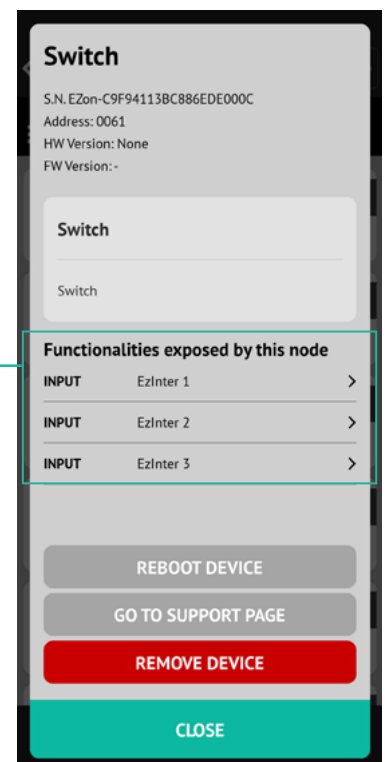 Switch
S.N. EZon-C9F94113BC886EDE000C
Address: 0061
HW Version: None
FW Version: -
Switch
Switch
Functionalities exposed by this node
INPUT EzInter 1
INPUT EzInter 2
INPUT EzInter 3
REBOOT DEVICE
GO TO SUPPORT PAGE
REMOVE DEVICE
CLOSE